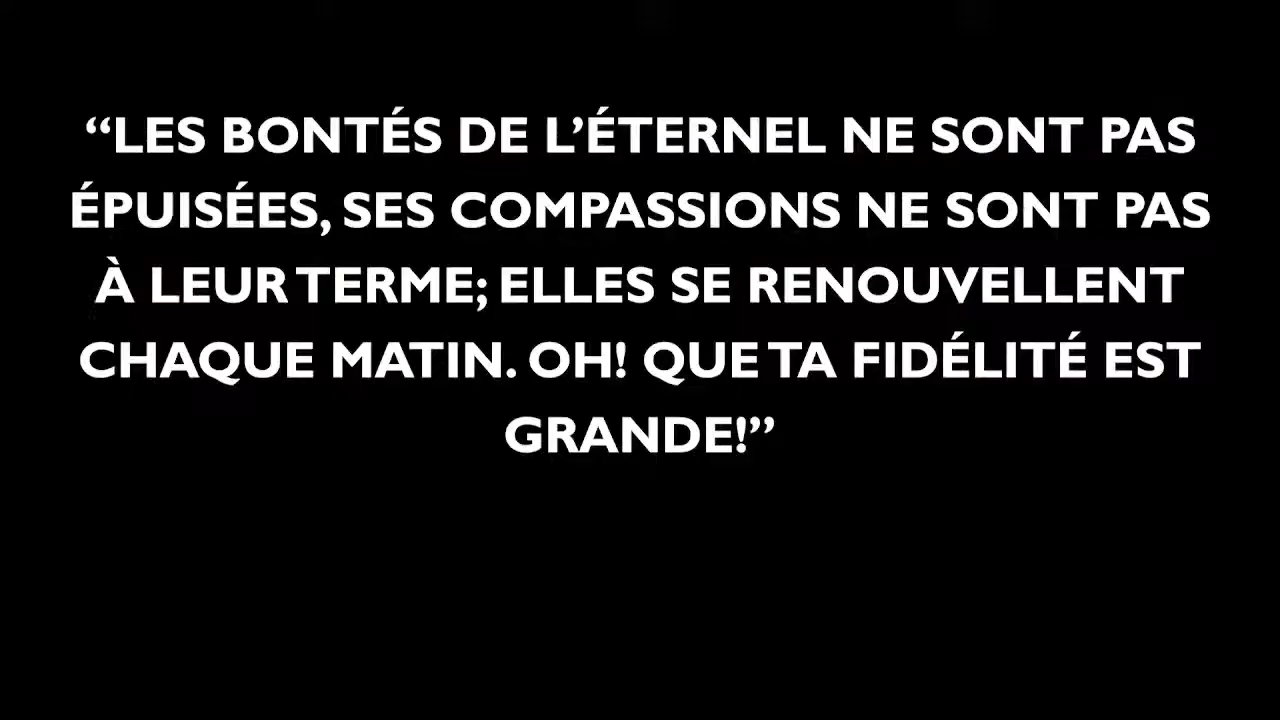 “LES BONTÉS DE L’ÉTERNEL NE SONT PAS
ÉPUISÉES, SES COMPASSIONS NE SONT PAS
À LEUR TERME; ELLES SE RENOUVELLENT
CHAQUE MATIN. OH! QUE TA FIDÉLITÉ EST
GRANDE!”